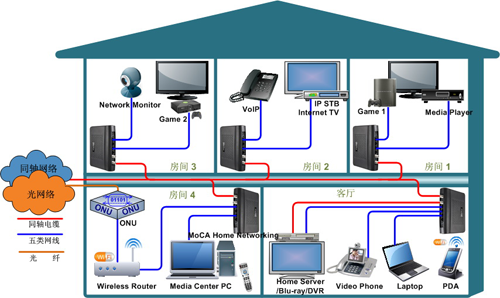 Network Monitor
Game 2
VoIP
IP STB
Internet TV
Game 1
Media Player
房间 3
房间 2
房间 1
同轴网络
光网络
同轴电缆
五类网线
光 纤
01101
ONU ONU
ONU
房间 4
MoCA Home Networking
Wireless Router
Media Center PC
客厅
Home Server
/Blu-ray/DVR
Video Phone
Laptop
PDA